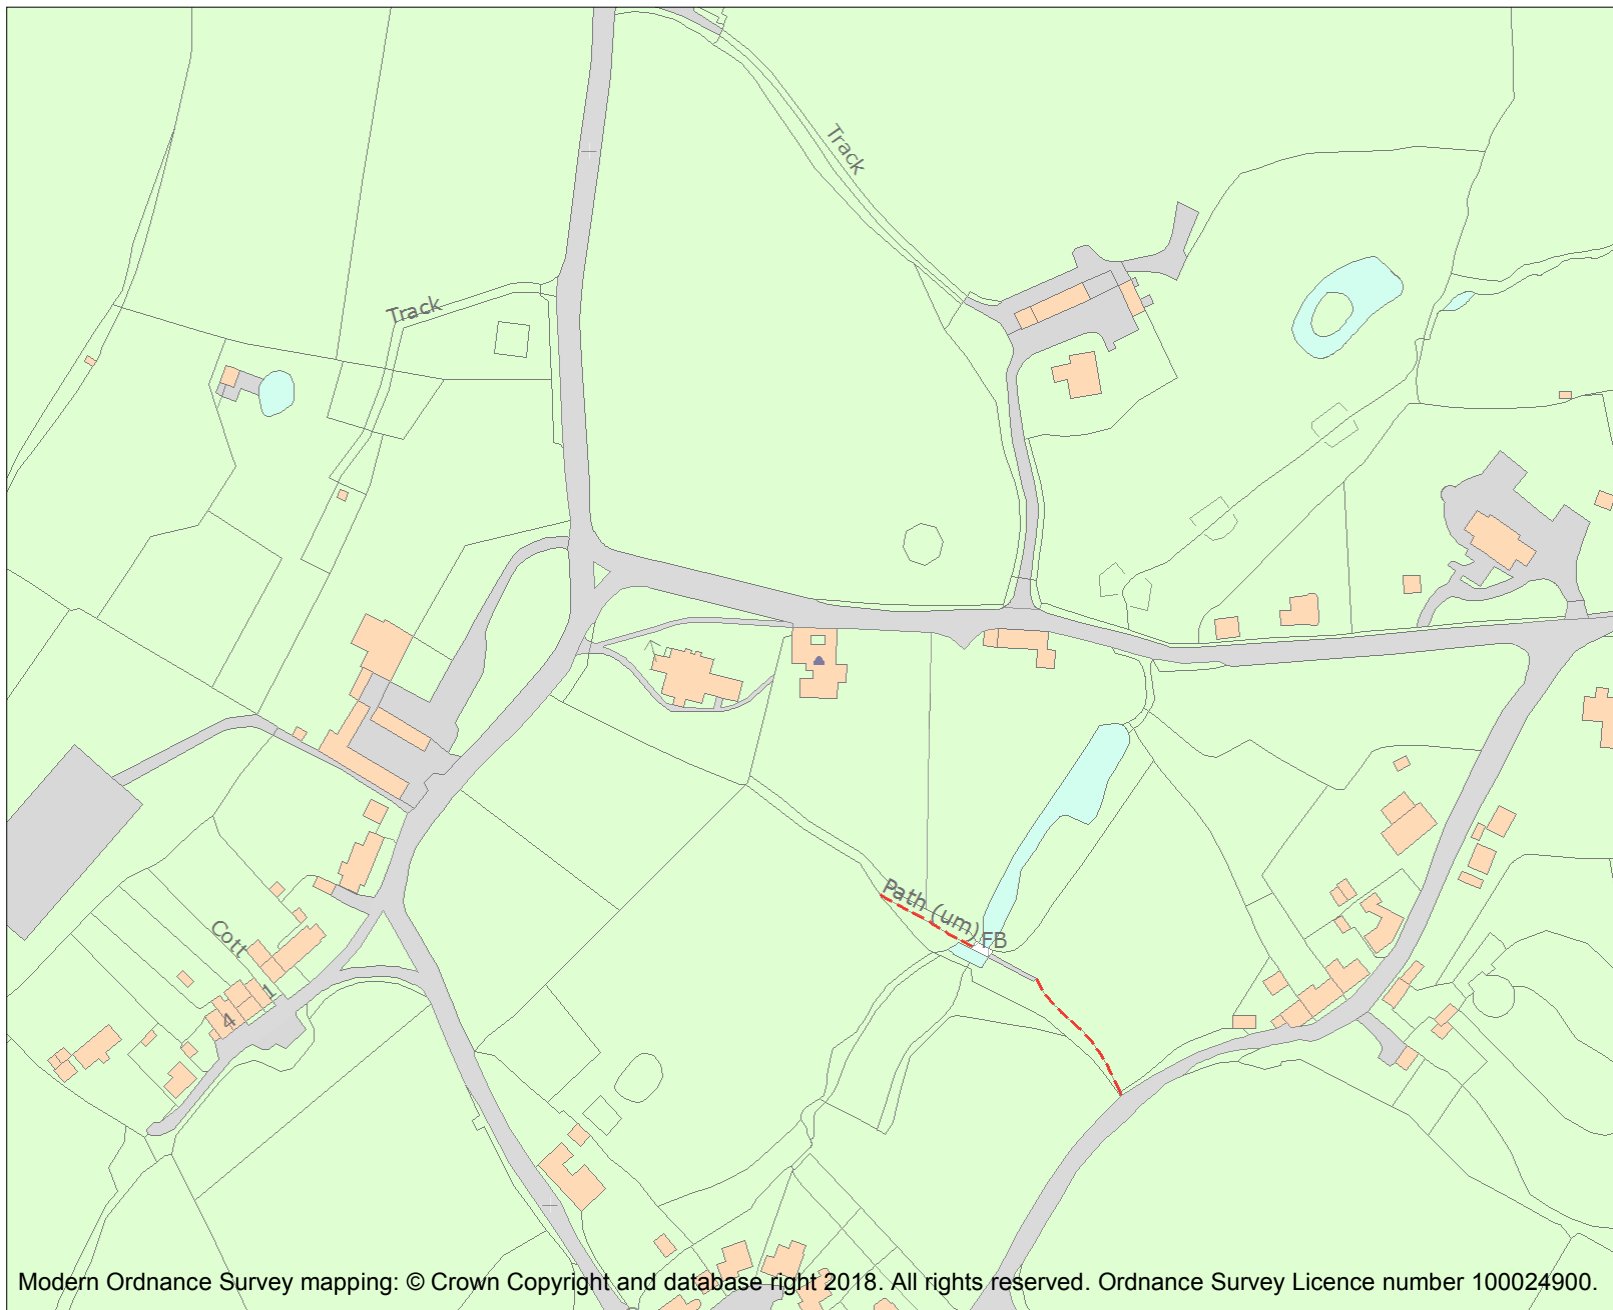 Track
Track
Path (um)
FB
Cott
1
4
Modern Ordnance Survey mapping: © Crown Copyright and database right 2018. All rights reserved. Ordnance Survey Licence number 100024900.